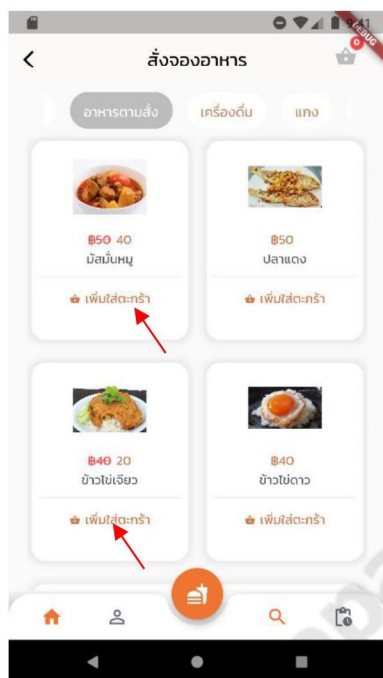 9:41
DEBUG
สั่งจองอาหาร
0
อาหารตามสั่ง เครื่องดื่ม แกง
฿50 40
มัสมั่นหมู
เพิ่มใส่ตะกร้า
฿50
ปลาแดง
เพิ่มใส่ตะกร้า
฿40 20
ข้าวไข่เจียว
เพิ่มใส่ตะกร้า
฿40
ข้าวไข่ดาว
เพิ่มใส่ตะกร้า